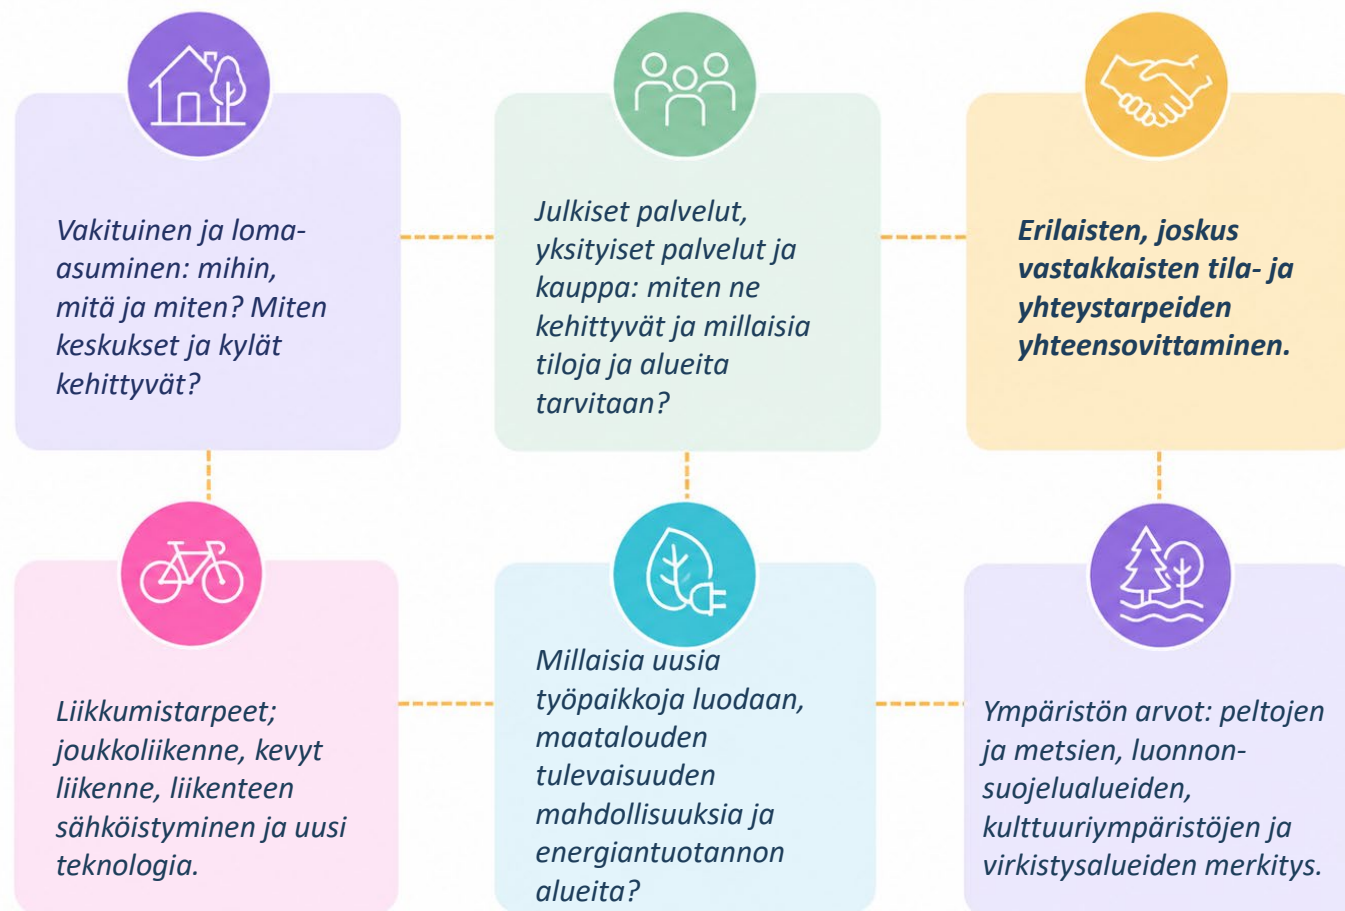 Vakituinen ja loma-
asuminen: mihin,
mitä ja miten? Miten
keskukset ja kylät
kehittyvät?
Julkiset palvelut,
yksityiset palvelut ja
kauppa: miten ne
kehittyvät ja millaisia
tiloja ja alueita
tarvitaan?
Erilaisten, joskus
vastakkaisten tila- ja
yhteystarpeiden
yhteensovittaminen.
Liikkumistarpeet;
joukkoliikenne, kevyt
liikenne, liikenteen
sähköistyminen ja uusi
teknologia.
Millaisia uusia
työpaikkoja luodaan,
maatalouden
tulevaisuuden
mahdollisuuksia ja
energiantuotannon
alueita?
Ympäristön arvot: peltojen
ja metsien, luonnon-
suojelualueiden,
kulttuuriympäristöjen ja
virkistysalueiden merkitys.